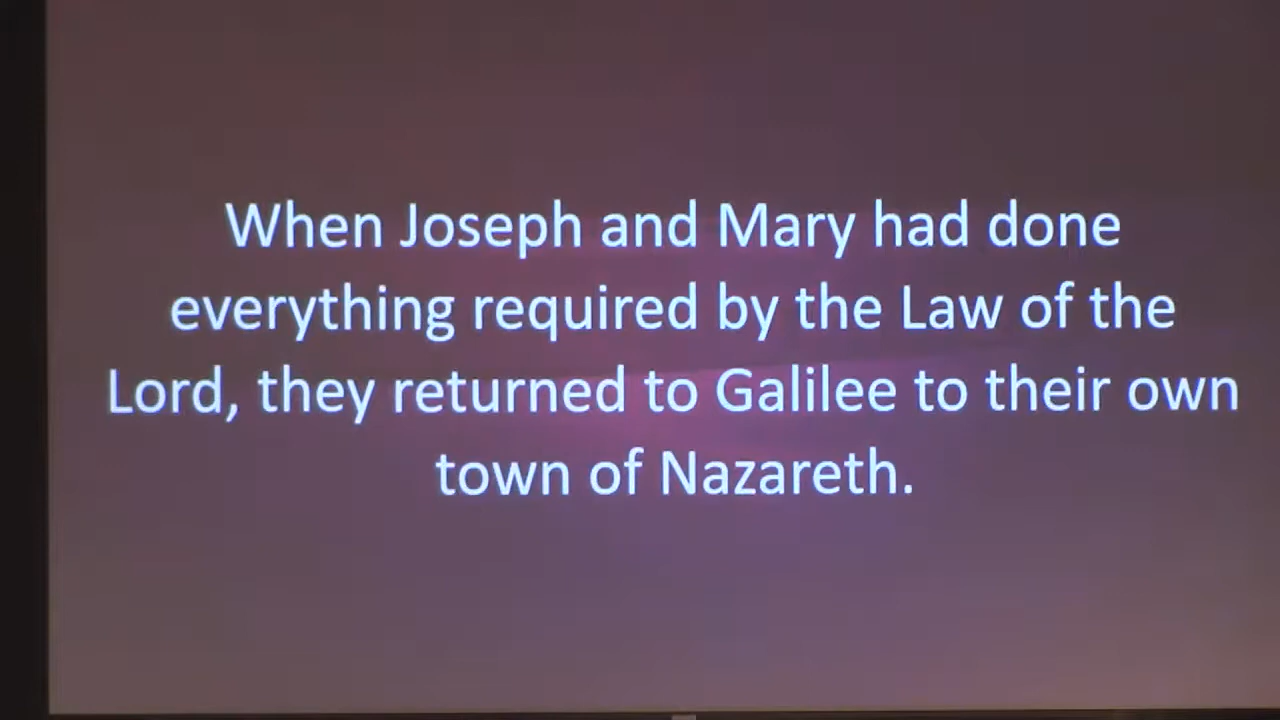 When Joseph and Mary had done
everything required by the Law of the
Lord, they returned to Galilee to their own
town of Nazareth.